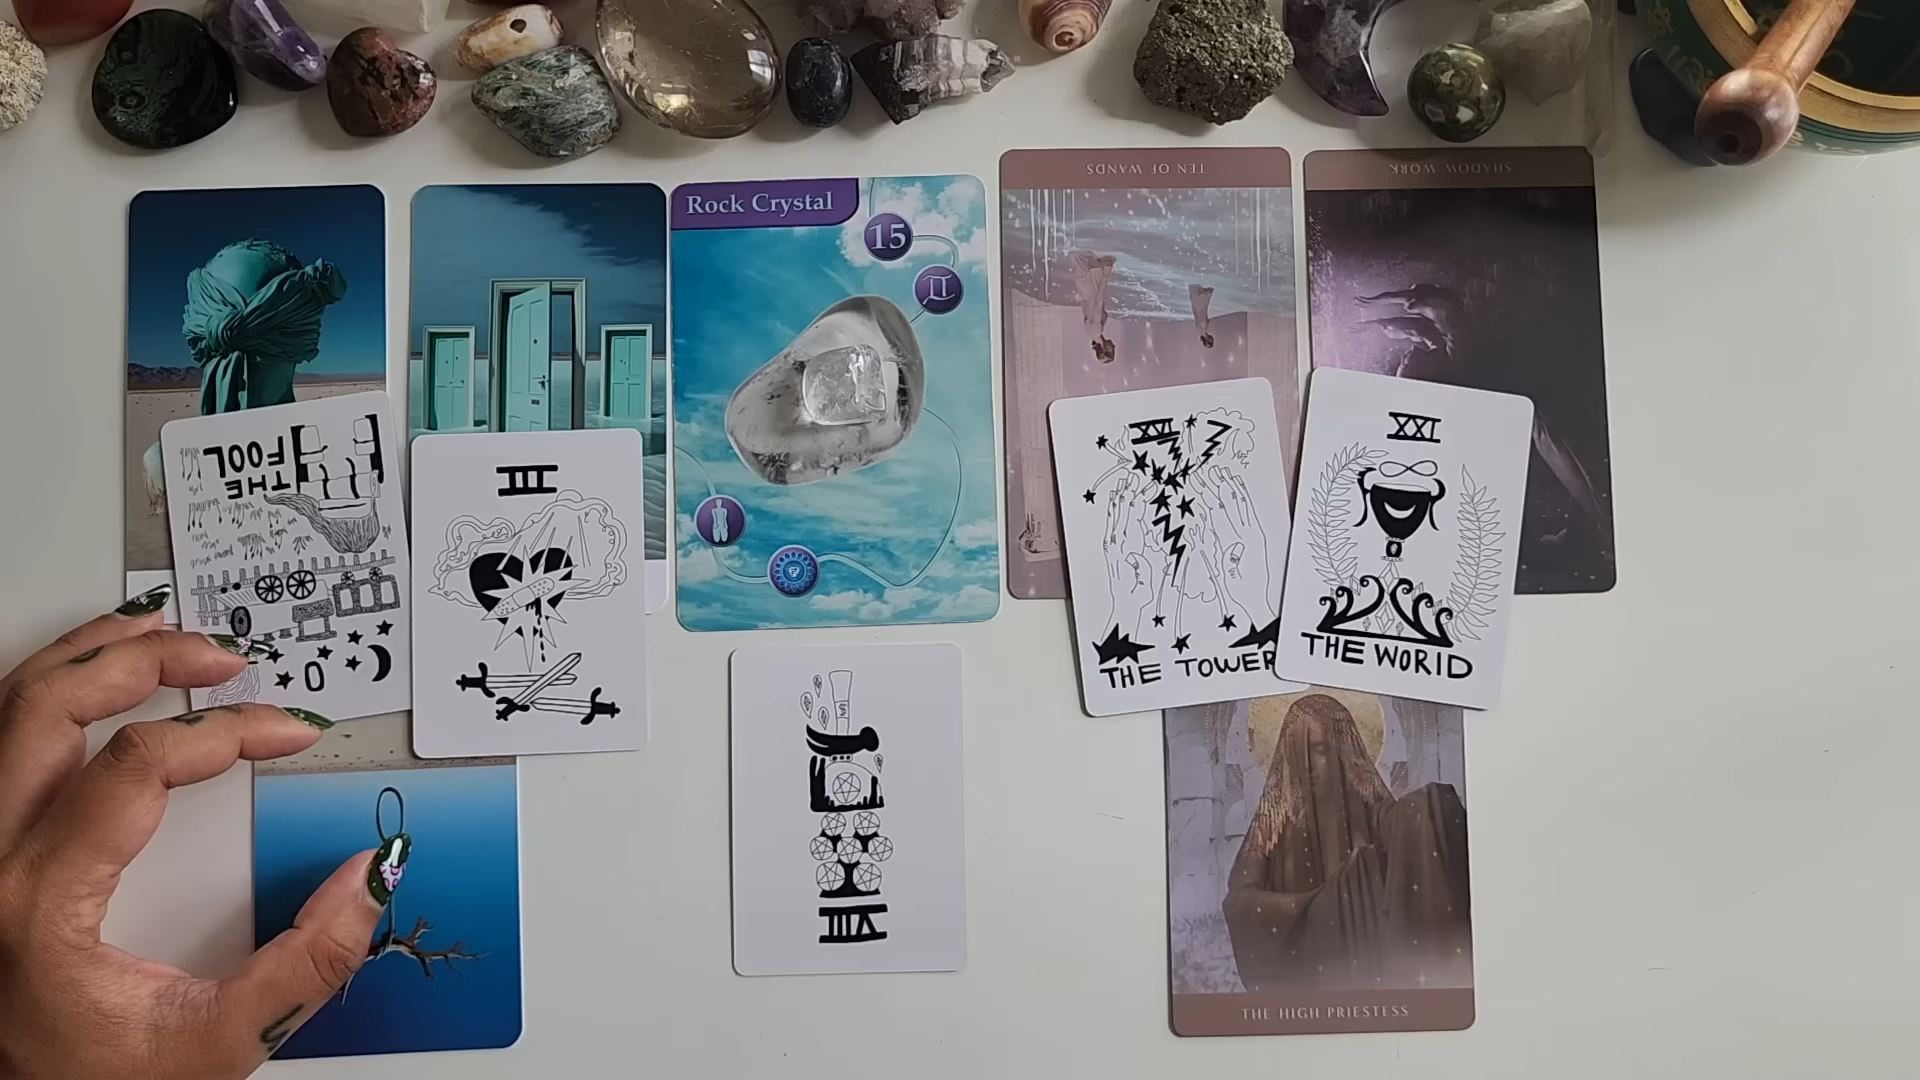 Rock Crystal
15
TEN OF WANDS
SHADOW WORK
THE
FOOL
0
III
XVI
THE TOWER
XXI
THE WORLD
VIII
THE HIGH PRIESTESS